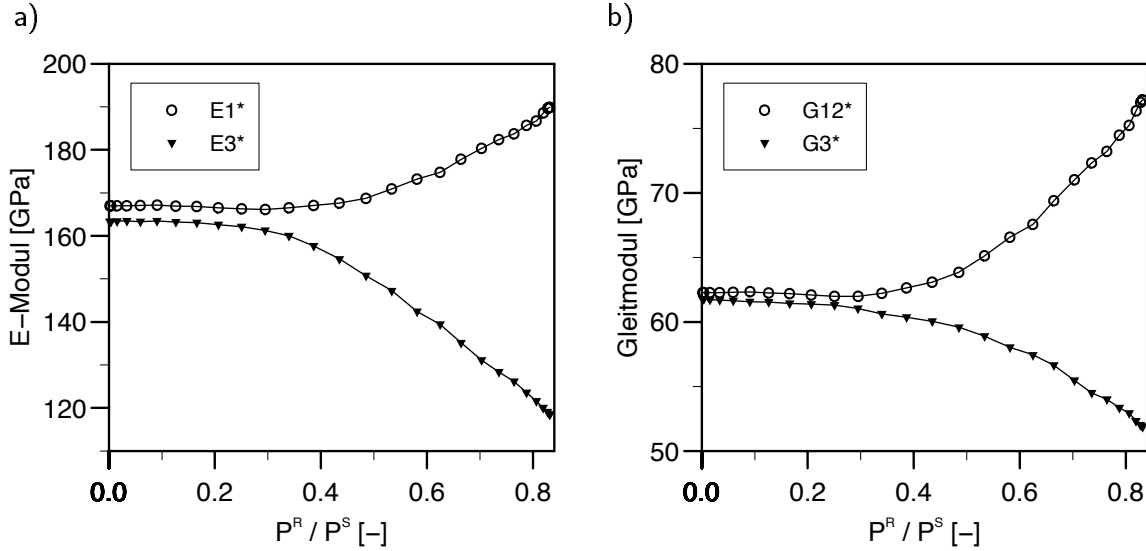 a)
200
180
160
140
120
E–Modul [GPa]
E1*
E3*
0.0 0.2 0.4 0.6 0.8
P^R / P^S [–]
b)
80
70
60
50
Gleitmodul [GPa]
G12*
G3*
0.0 0.2 0.4 0.6 0.8
P^R / P^S [–]